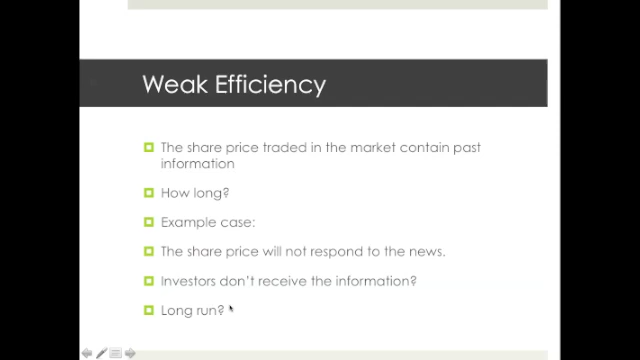 Weak Efficiency
The share price traded in the market contain past
information
How long?
Example case:
The share price will not respond to the news.
Investors don't receive the information?
Long run?